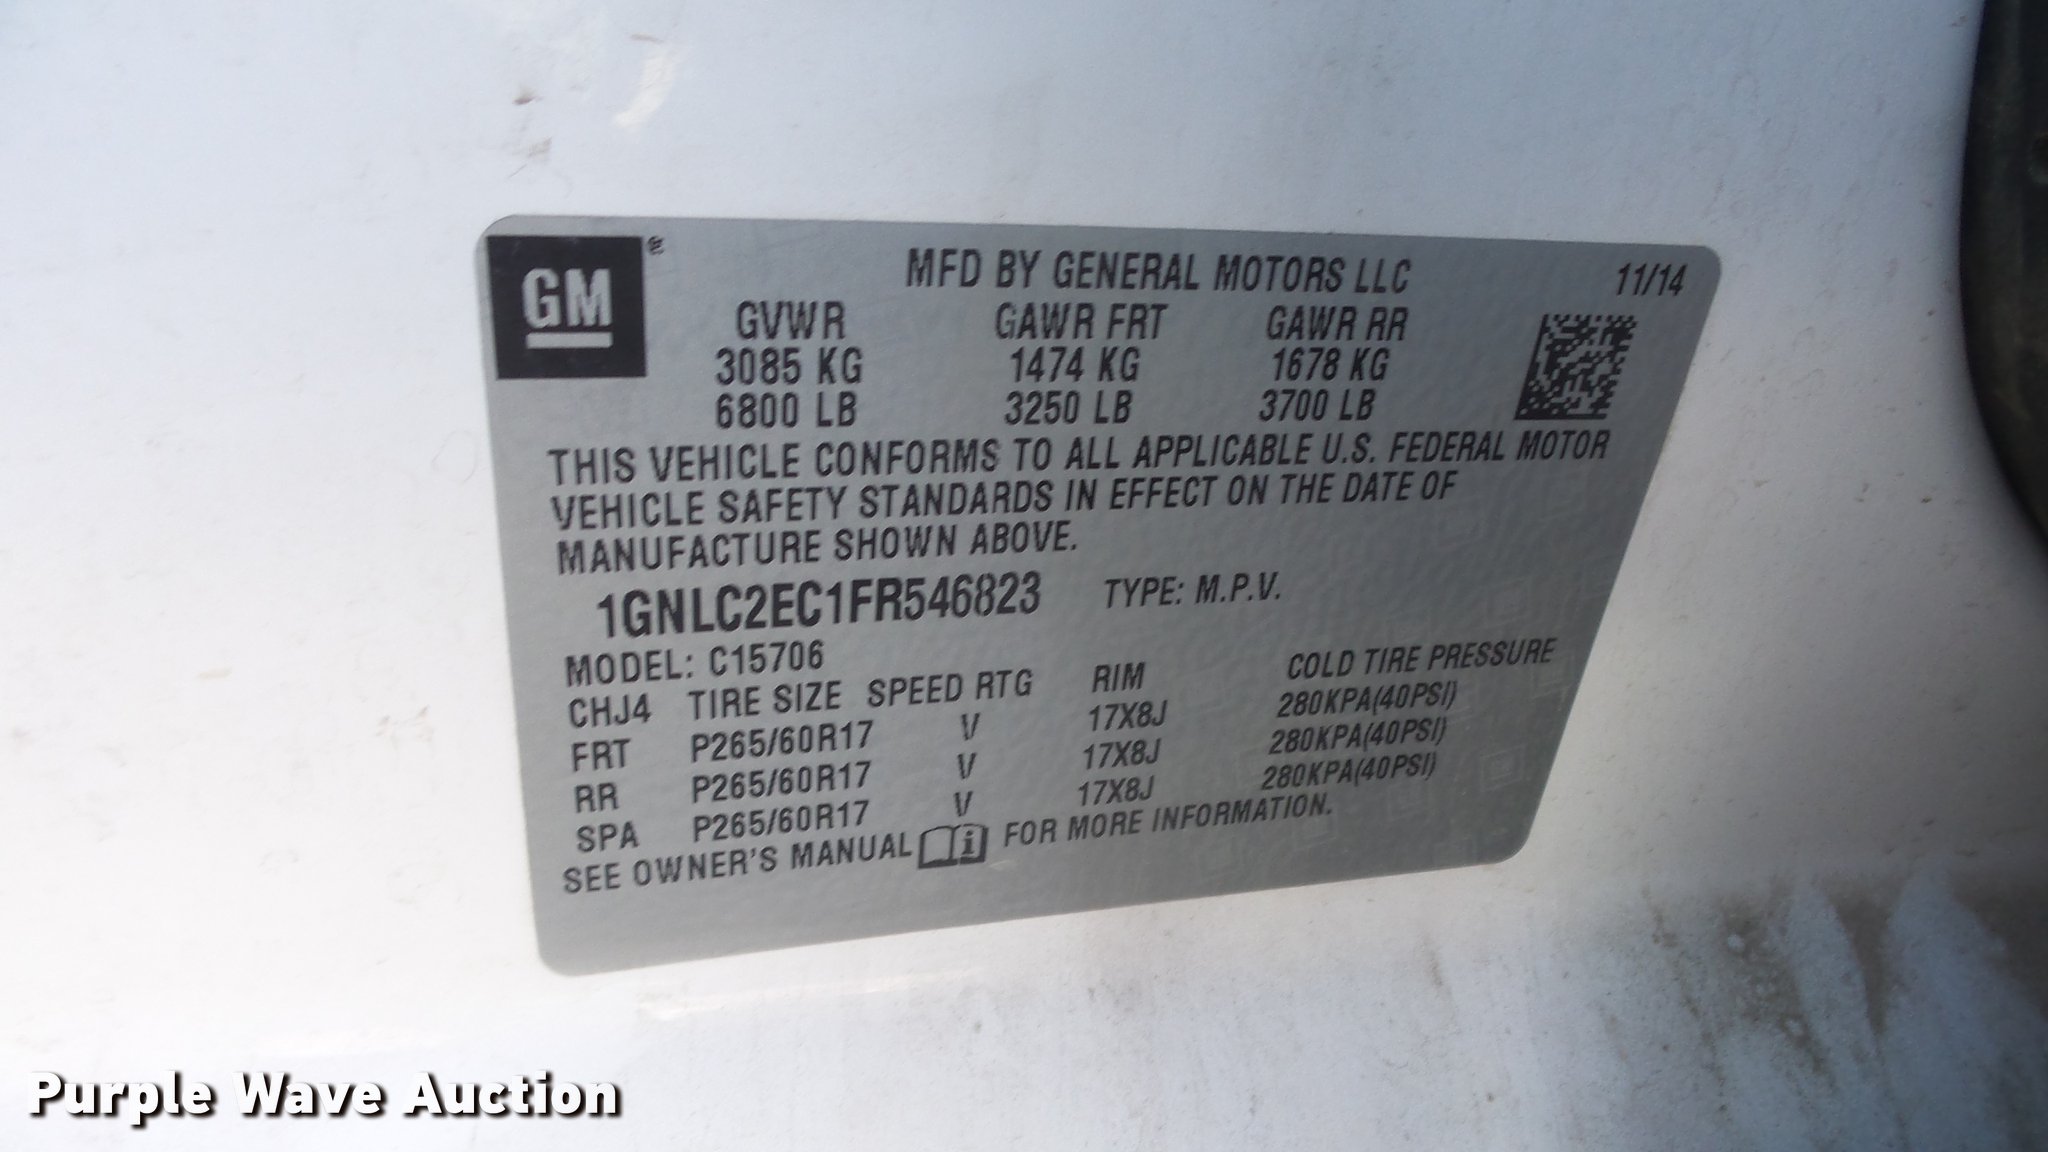 GM ®
MFD BY GENERAL MOTORS LLC 11/14
GVWR GAWR FRT GAWR RR
3085 KG 1474 KG 1678 KG
6800 LB 3250 LB 3700 LB
THIS VEHICLE CONFORMS TO ALL APPLICABLE U.S. FEDERAL MOTOR
VEHICLE SAFETY STANDARDS IN EFFECT ON THE DATE OF
MANUFACTURE SHOWN ABOVE.
1GNLC2EC1FR546823 TYPE: M.P.V.
MODEL: C15706
CHJ4 TIRE SIZE SPEED RTG RIM COLD TIRE PRESSURE
FRT P265/60R17 V 17X8J 280KPA(40PSI)
RR P265/60R17 V 17X8J 280KPA(40PSI)
SPA P265/60R17 V 17X8J 280KPA(40PSI)
SEE OWNER'S MANUAL i FOR MORE INFORMATION.
Purple Wave Auction